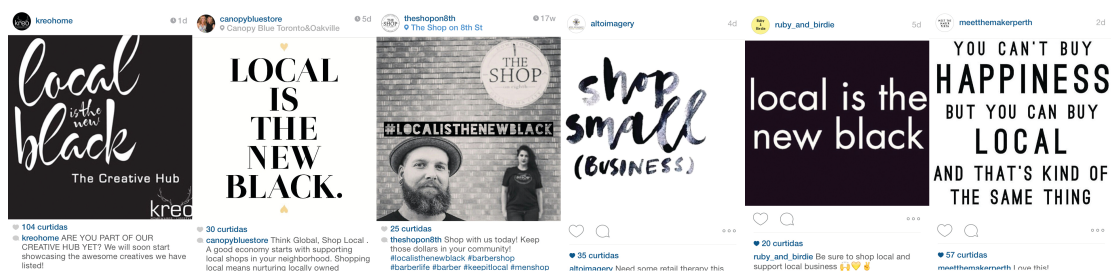 kreohome
1d
local
is the
new
black
The Creative Hub
kreo
104 curtidas
kreohome ARE YOU PART OF OUR
CREATIVE HUB YET? We will soon start
showcasing the awesome creatives we have
listed!
canopybluestore
5d
Canopy Blue Toronto&Oakville
LOCAL
IS
THE
NEW
BLACK.
30 curtidas
canopybluestore Think Global, Shop Local .
A good economy starts with supporting
local shops in your neighborhood. Shopping
local means nurturing locally owned
theshopon8th
17w
The Shop on 8th St
THE
SHOP
#LOCALISTHENEWBLACK
25 curtidas
theshopon8th Shop with us today! Keep
those dollars in your community!
#localisthenewblack #barbershop
#barberlife #barber #keepitlocal #menshop
altoimagery
4d
shop
small
(BUSINESS)
35 curtidas
altoimagery Need some retail therapy this
Ruby
&
Birdie
ruby_and_birdie
5d
local is the
new black
20 curtidas
ruby_and_birdie Be sure to shop local and
support local business 🙌💛✌
meetthemakerperth
2d
YOU CAN'T BUY
HAPPINESS
BUT YOU CAN BUY
LOCAL
AND THAT'S KIND OF
THE SAME THING
57 curtidas
meetthemakerperth Love this!